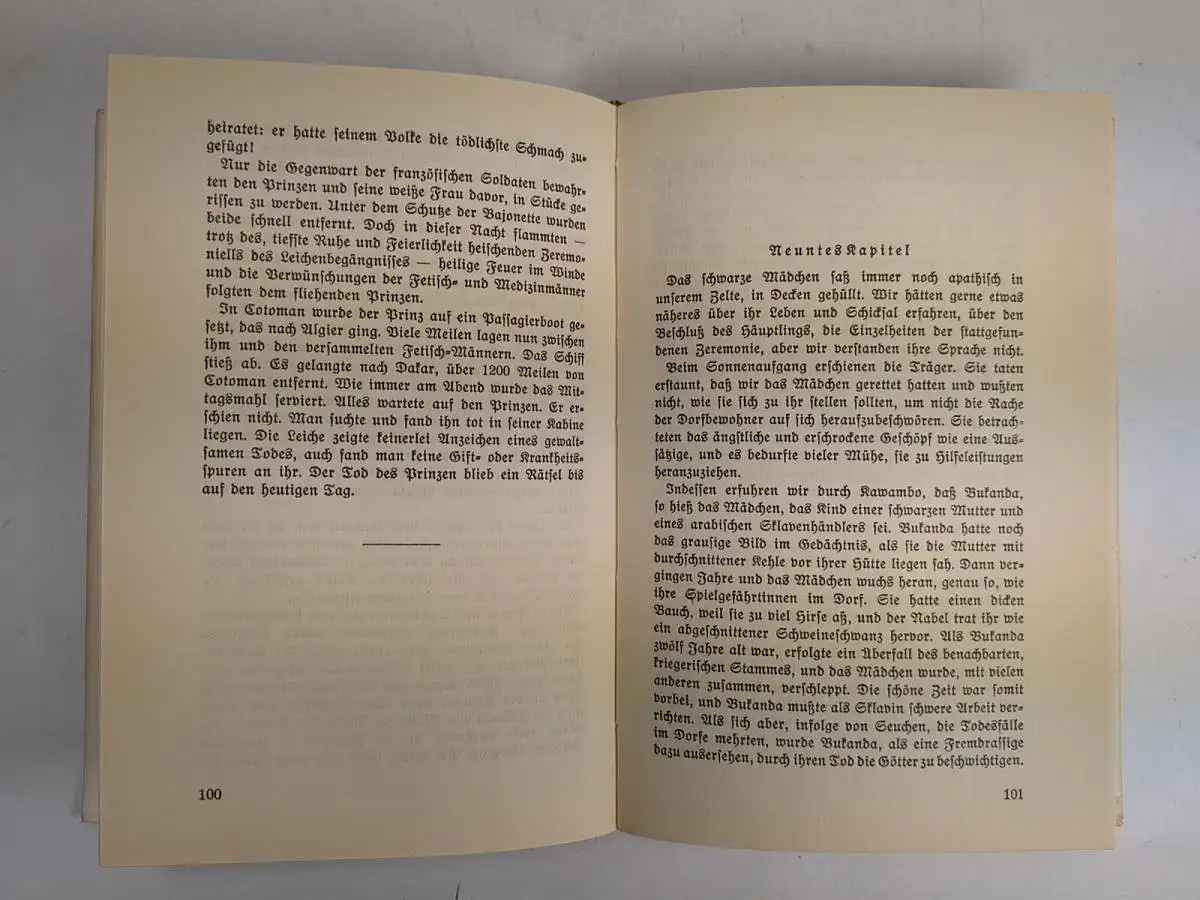 heiratet: er hatte seinem Volke die tödlichste Schmach zu-
gefügt!
Nur die Gegenwart der französischen Soldaten bewahr-
ten den Prinzen und seine weiße Frau davor, in Stücke ge-
rissen zu werden. Unter dem Schutze der Bajonette wurden
beide schnell entfernt. Doch in dieser Nacht flammten —
trotz des, tiefste Ruhe und Feierlichkeit heischenden Zeremo-
niells des Leichenbegängnisses — heilige Feuer im Winde
und die Verwünschungen der Fetisch- und Medizinmänner
folgten dem fliehenden Prinzen.
In Cotoman wurde der Prinz auf ein Passagierboot ge-
setzt, das nach Algier ging. Viele Meilen lagen nun zwischen
ihm und den versammelten Fetisch-Männern. Das Schiff
stieß ab. Es gelangte nach Dakar, über 1200 Meilen von
Cotoman entfernt. Wie immer am Abend wurde das Mit-
tagsmahl serviert. Alles wartete auf den Prinzen. Er er-
schien nicht. Man suchte und fand ihn tot in seiner Kabine
liegen. Die Leiche zeigte keinerlei Anzeichen eines gewalt-
samen Todes, auch fand man keine Gift- oder Krankheits-
spuren an ihr. Der Tod des Prinzen blieb ein Rätsel bis
auf den heutigen Tag.
100
Neuntes Kapitel
Das schwarze Mädchen saß immer noch apathisch in
unserem Zelte, in Decken gehüllt. Wir hätten gerne etwas
näheres über ihr Leben und Schicksal erfahren, über den
Beschluß des Häuptlings, die Einzelheiten der stattgefun-
denen Zeremonie, aber wir verstanden ihre Sprache nicht.
Beim Sonnenaufgang erschienen die Träger. Sie taten
erstaunt, daß wir das Mädchen gerettet hatten und wußten
nicht, wie sie sich zu ihr stellen sollten, um nicht die Rache
der Dorfbewohner auf sich heraufzubeschwören. Sie betrach-
teten das ängstliche und erschrockene Geschöpf wie eine Aus-
sätzige, und es bedurfte vieler Mühe, sie zu Hilfeleistungen
heranzuziehen.
Indessen erfuhren wir durch Kawambo, daß Bukanda,
so hieß das Mädchen, das Kind einer schwarzen Mutter und
eines arabischen Sklavenhändlers sei. Bukanda hatte noch
das grausige Bild im Gedächtnis, als sie die Mutter mit
durchschnittener Kehle vor ihrer Hütte liegen sah. Dann ver-
gingen Jahre und das Mädchen wuchs heran, genau so, wie
ihre Spielgefährtinnen im Dorf. Sie hatte einen dicken
Bauch, weil sie zu viel Hirse aß, und der Nabel trat ihr wie
ein abgeschnittener Schweineschwanz hervor. Als Bukanda
zwölf Jahre alt war, erfolgte ein Überfall des benachbarten,
kriegerischen Stammes, und das Mädchen wurde, mit vielen
anderen zusammen, verschleppt. Die schöne Zeit war somit
vorbei, und Bukanda mußte als Sklavin schwere Arbeit ver-
richten. Als sich aber, infolge von Seuchen, die Todesfälle
im Dorfe mehrten, wurde Bukanda, als eine Fremdrassige
dazu ausersehen, durch ihren Tod die Götter zu beschwichtigen.
101